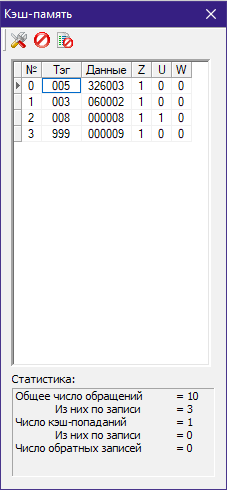 Кэш-память
№ Тэг Данные Z U W
0 005 326003 1 0 0
1 003 060002 1 0 0
2 008 000008 1 1 0
3 999 000009 1 0 0
Статистика:
Общее число обращений = 10
Из них по записи = 3
Число кэш-попаданий = 1
Из них по записи = 0
Число обратных записей = 0